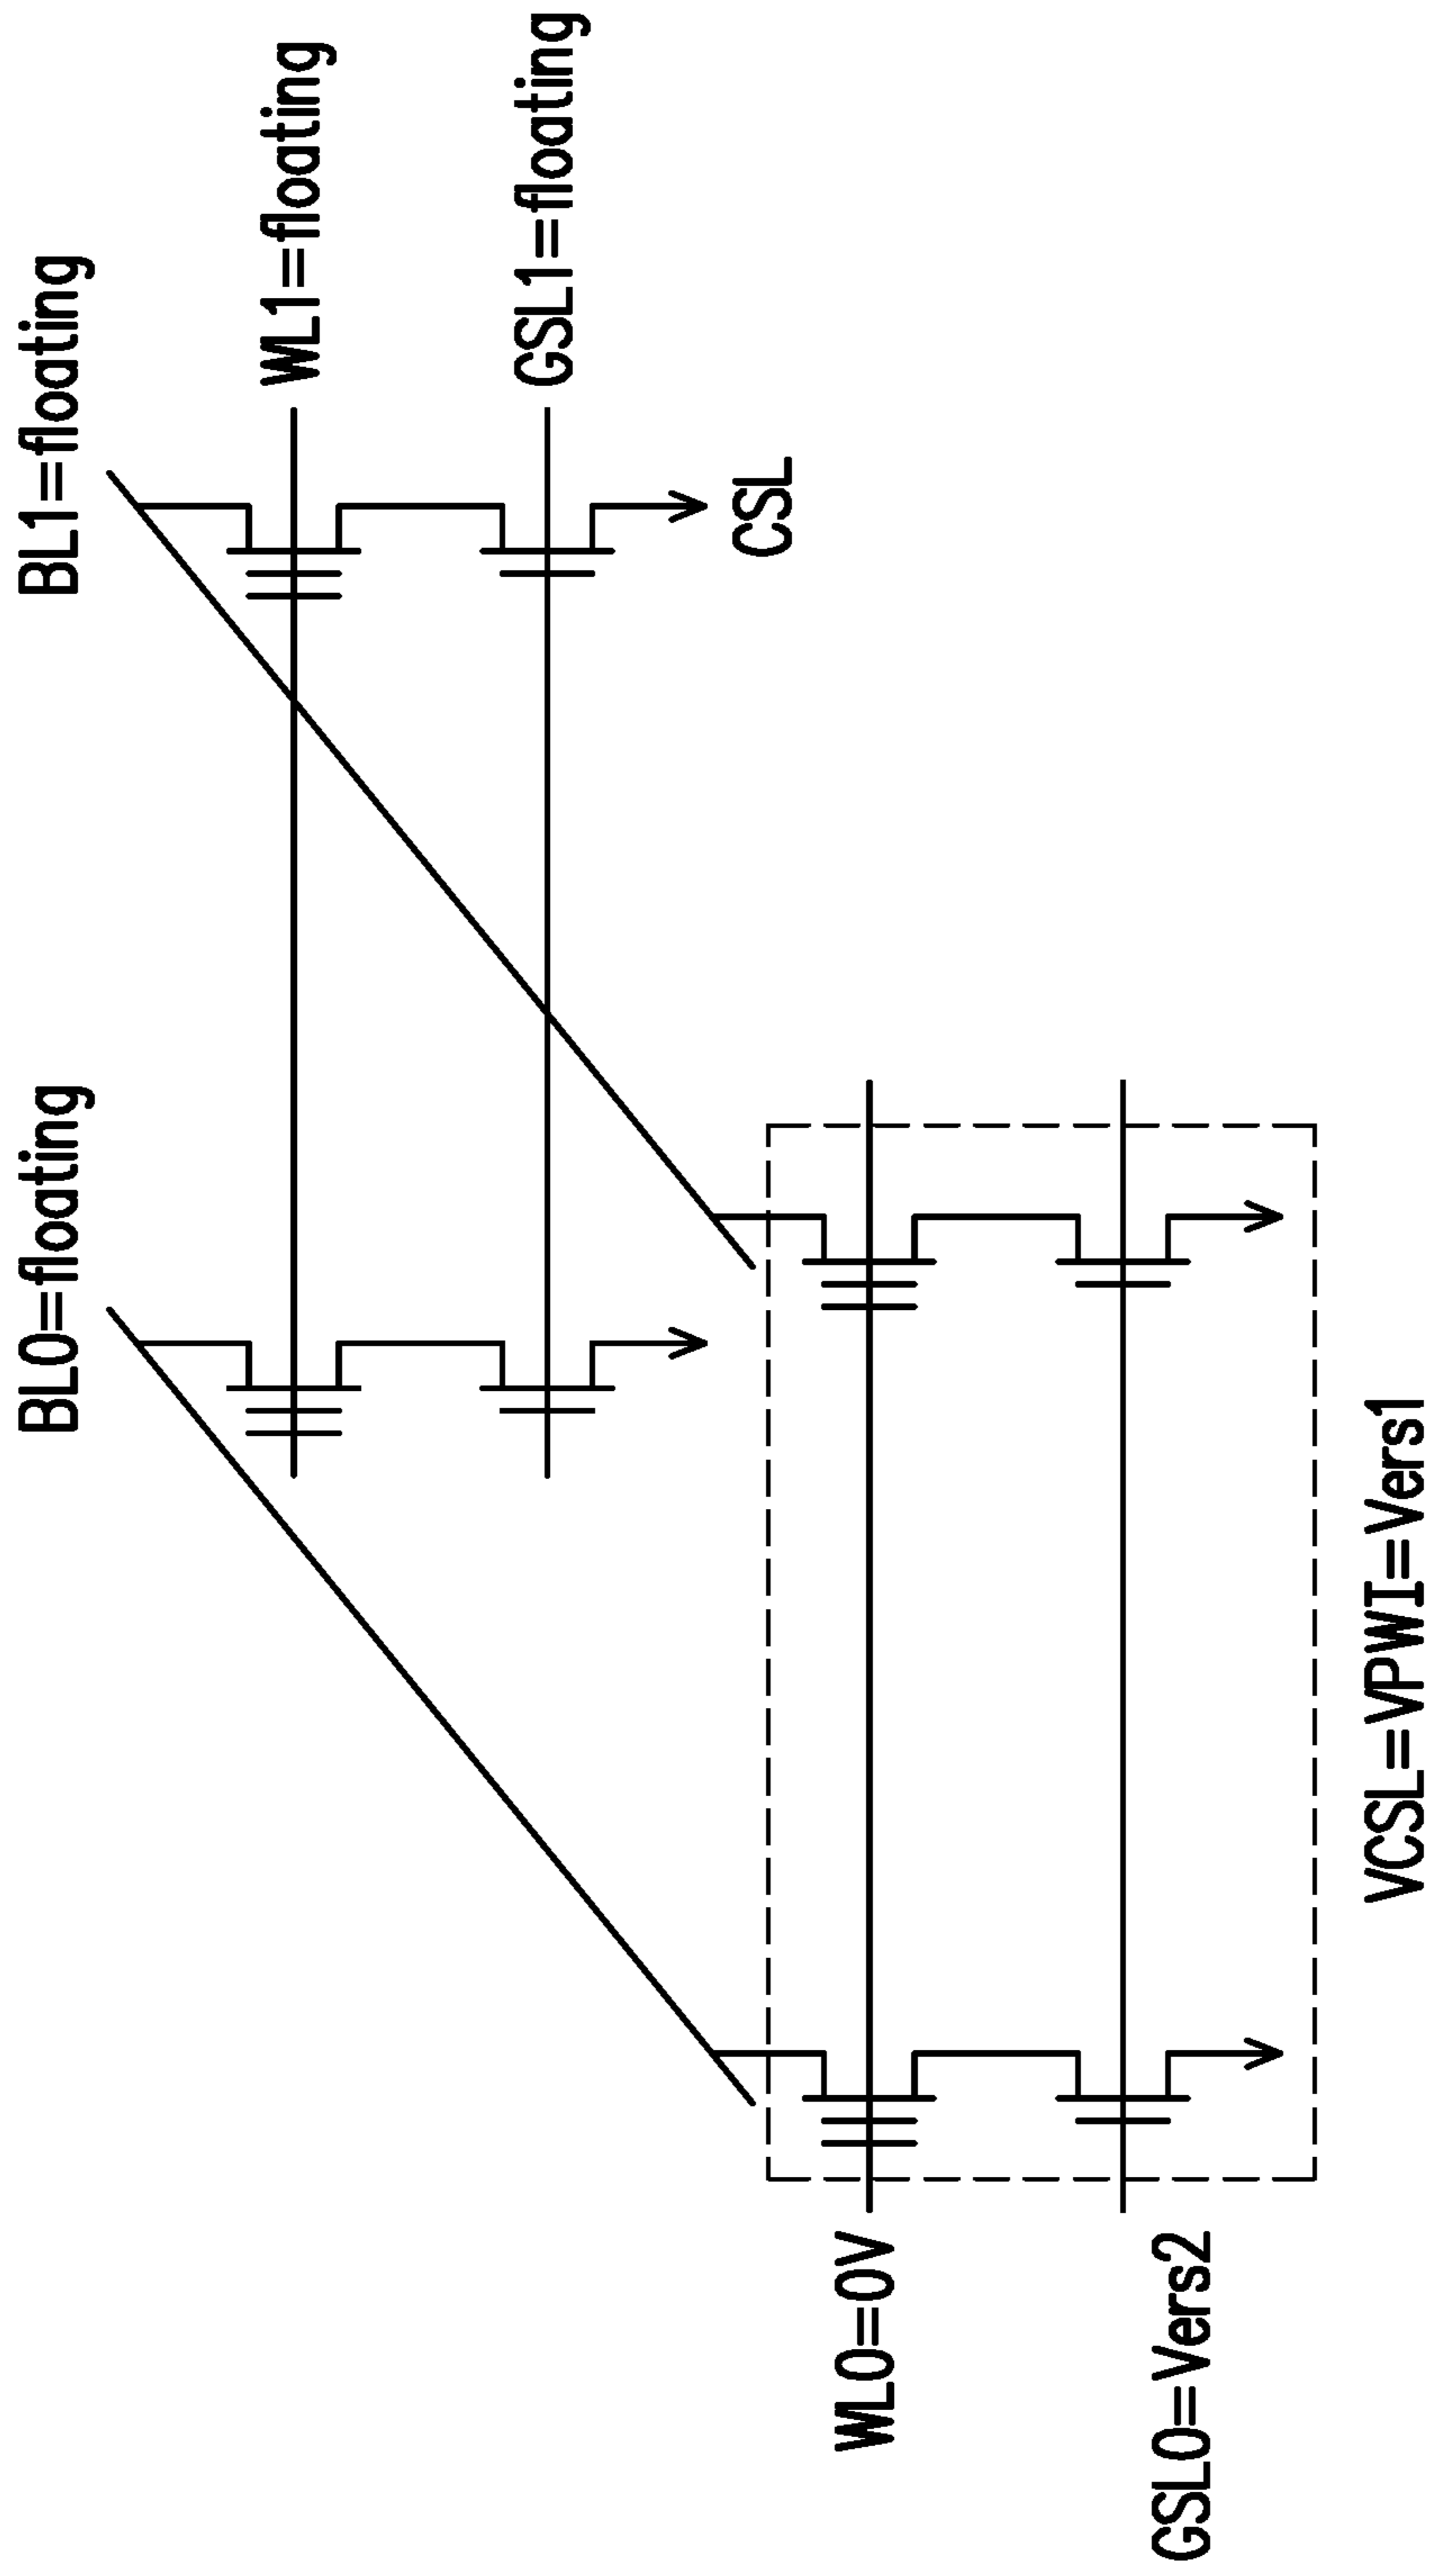 BL0=floating
BL1=floating
WL1=floating
GSL1=floating
CSL
WL0=0V
GSL0=Vers2
VCSL=VPWI=Vers1